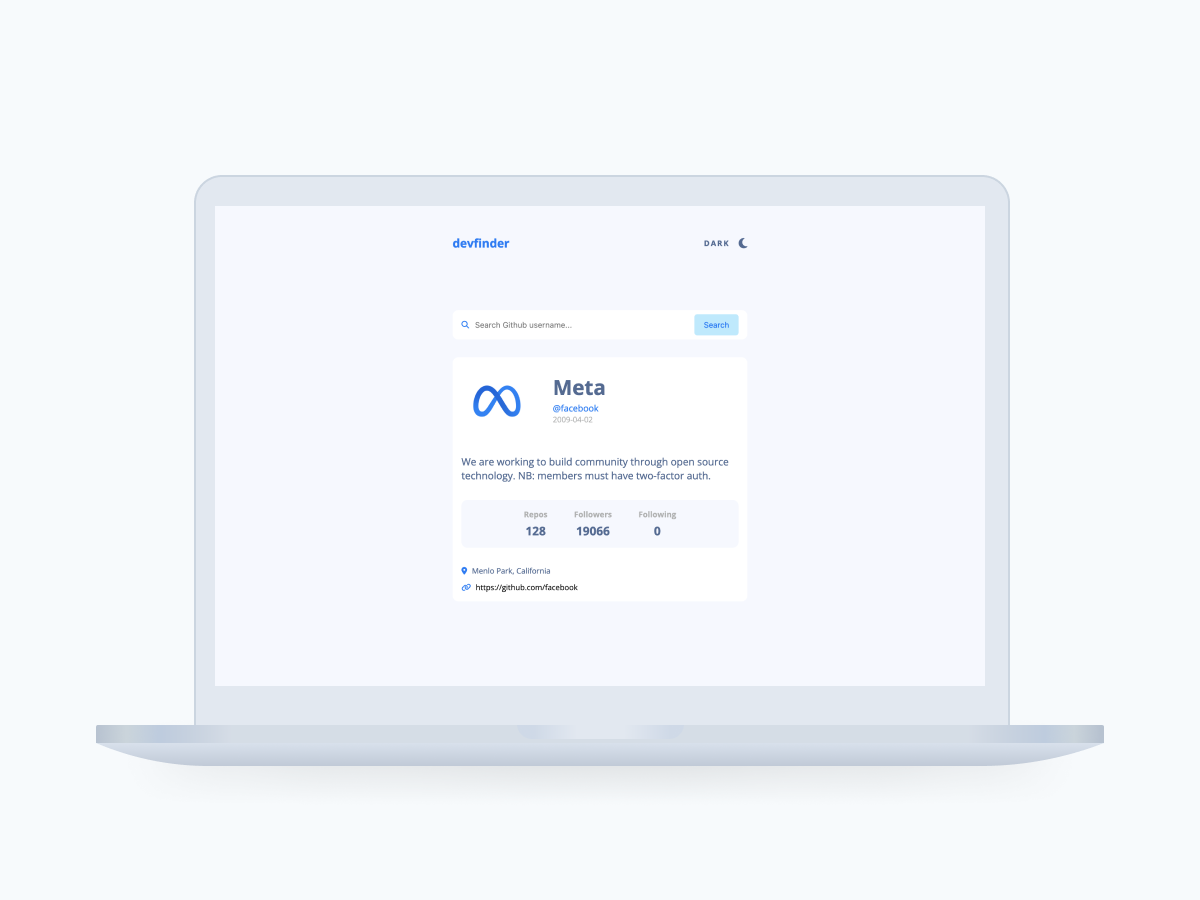 devfinder
DARK
Search Github username...
Search
Meta
@facebook
2009-04-02
We are working to build community through open source
technology. NB: members must have two-factor auth.
Repos Followers Following
128 19066 0
Menlo Park, California
https://github.com/facebook